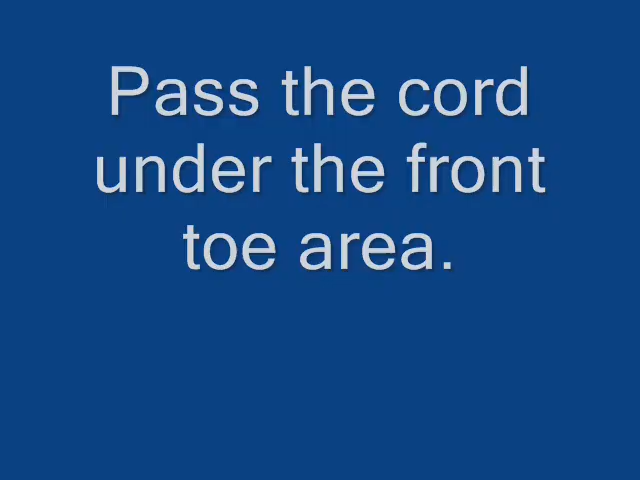 Pass the cord
under the front
toe area.